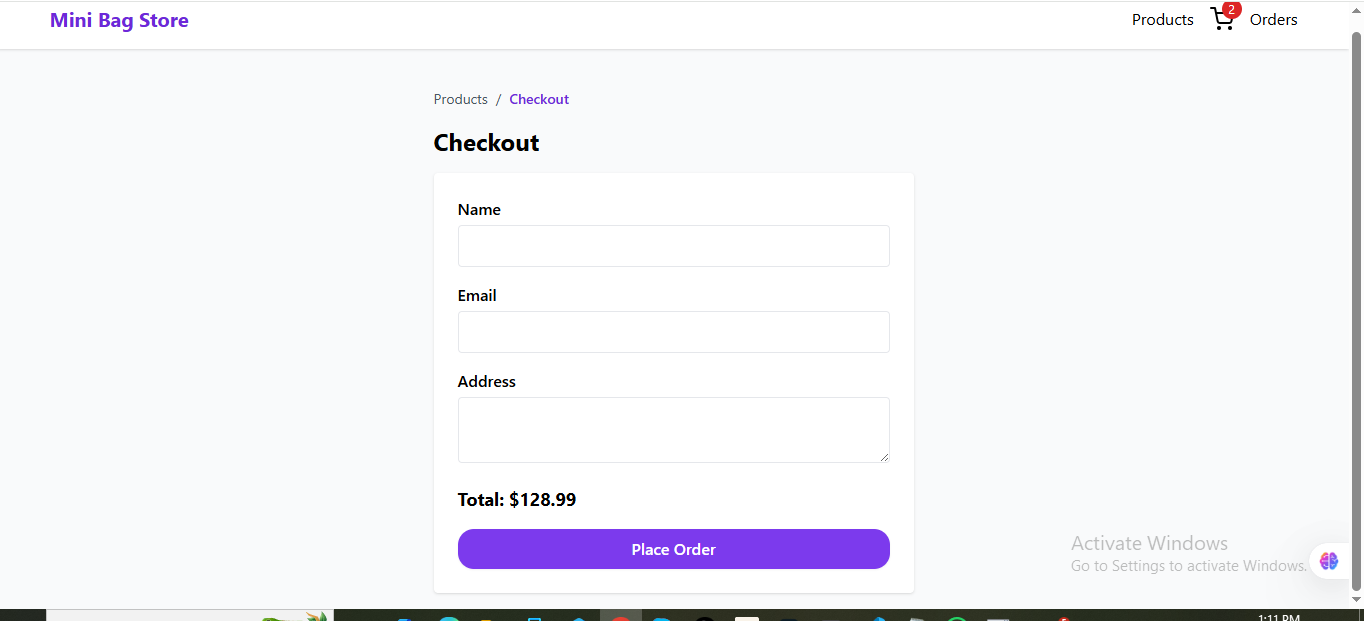 Mini Bag Store
Products 2 Orders
Products / Checkout
Checkout
Name
Email
Address
Total: $128.99
Place Order
Activate Windows
Go to Settings to activate Windows.
1:11 PM